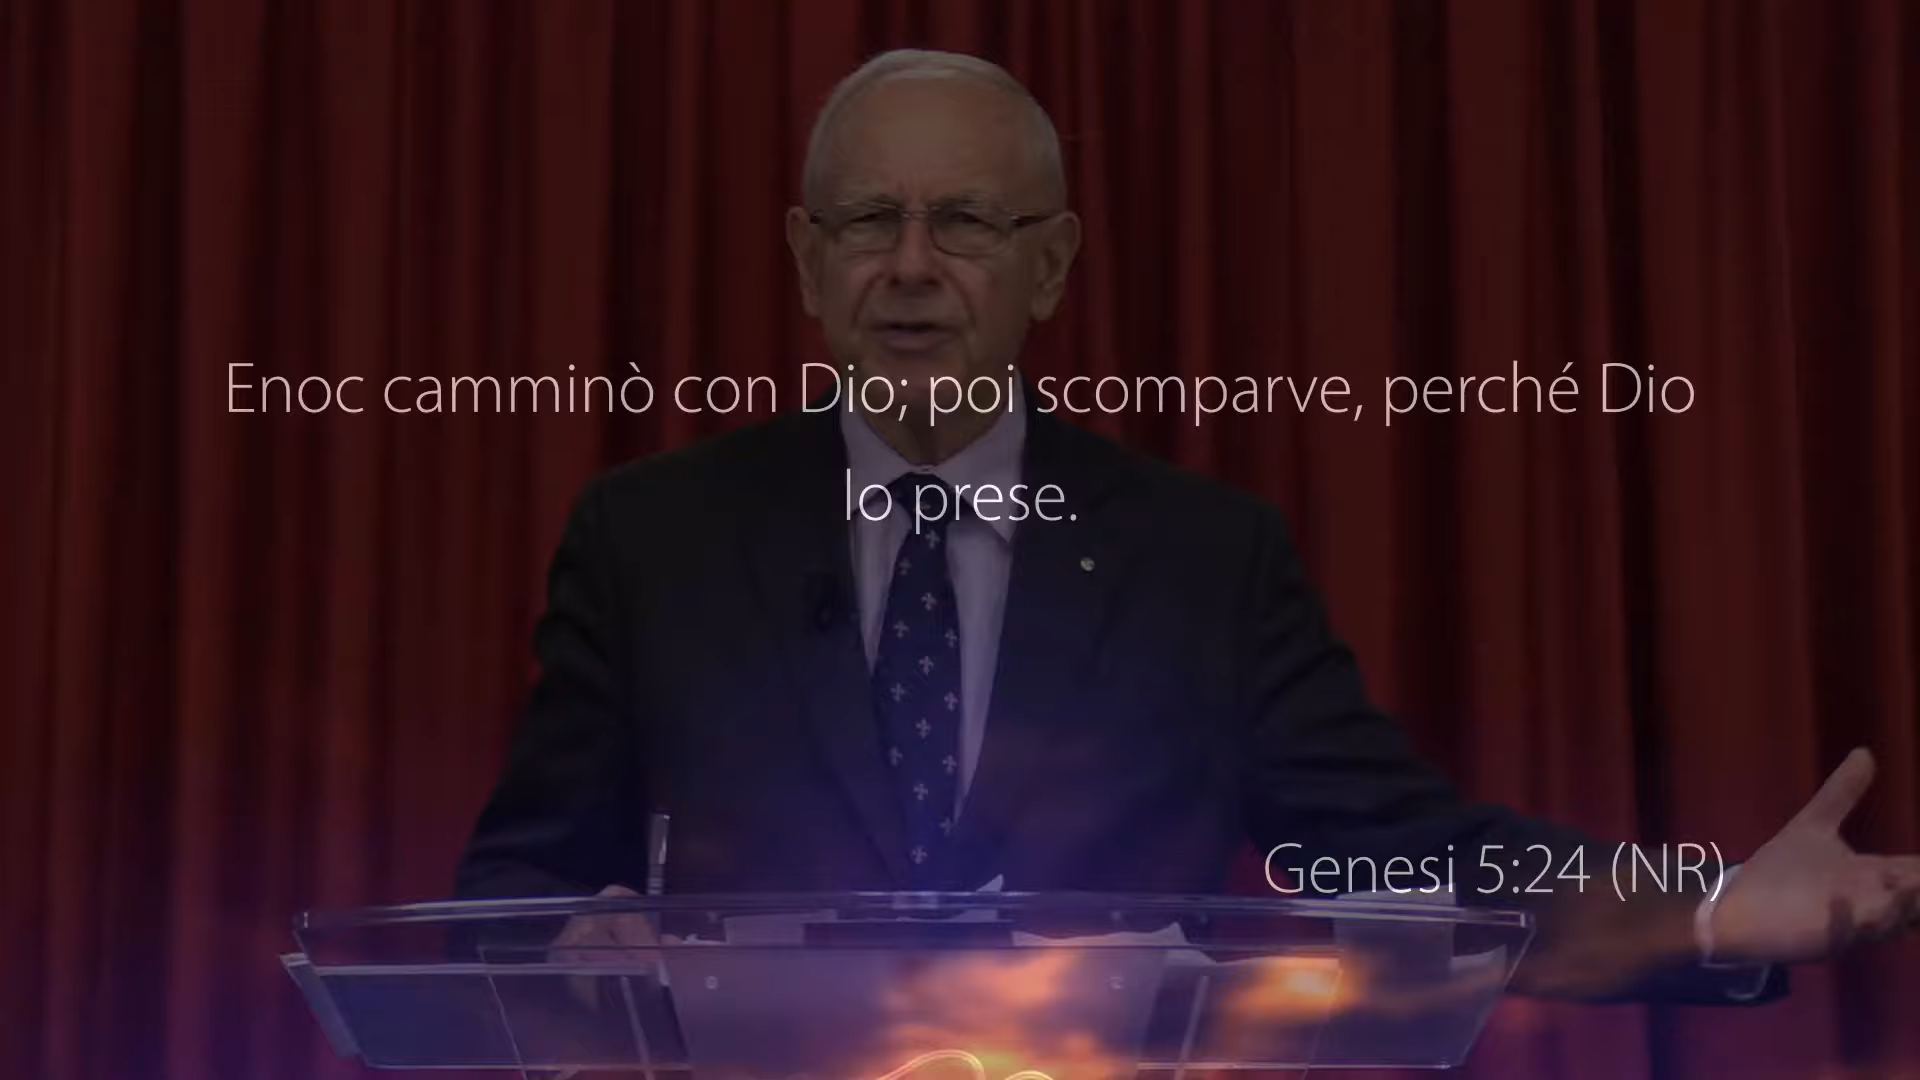 Enoc camminò con Dio; poi scomparve, perché Dio
lo prese.
Genesi 5:24 (NR)